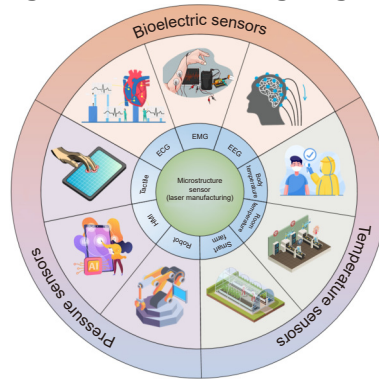 Bioelectric sensors
ECG
EMG
EEG
Body
temperature
Room
temperature
Smart
farm
Robot
HMI
Tactile
Microstructure
sensor
(laser manufacturing)
AI
Temperature sensors
Pressure sensors